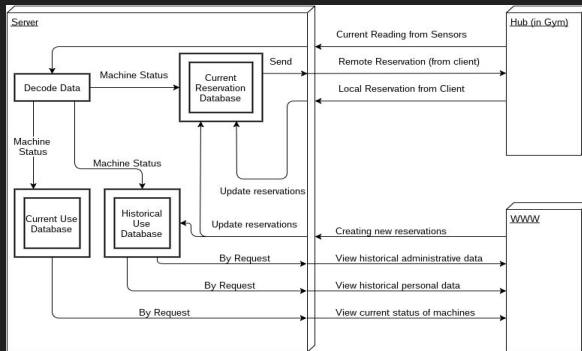 Server
Hub (in Gym)
Current Reading from Sensors
Send
Remote Reservation (from client)
Machine Status
Current
Reservation
Database
Decode Data
Local Reservation from Client
Machine
Status
Machine Status
Update reservations
Current Use
Database
Historical
Use
Database
Update reservations
WWW
Creating new reservations
By Request
View historical administrative data
By Request
View historical personal data
By Request
View current status of machines